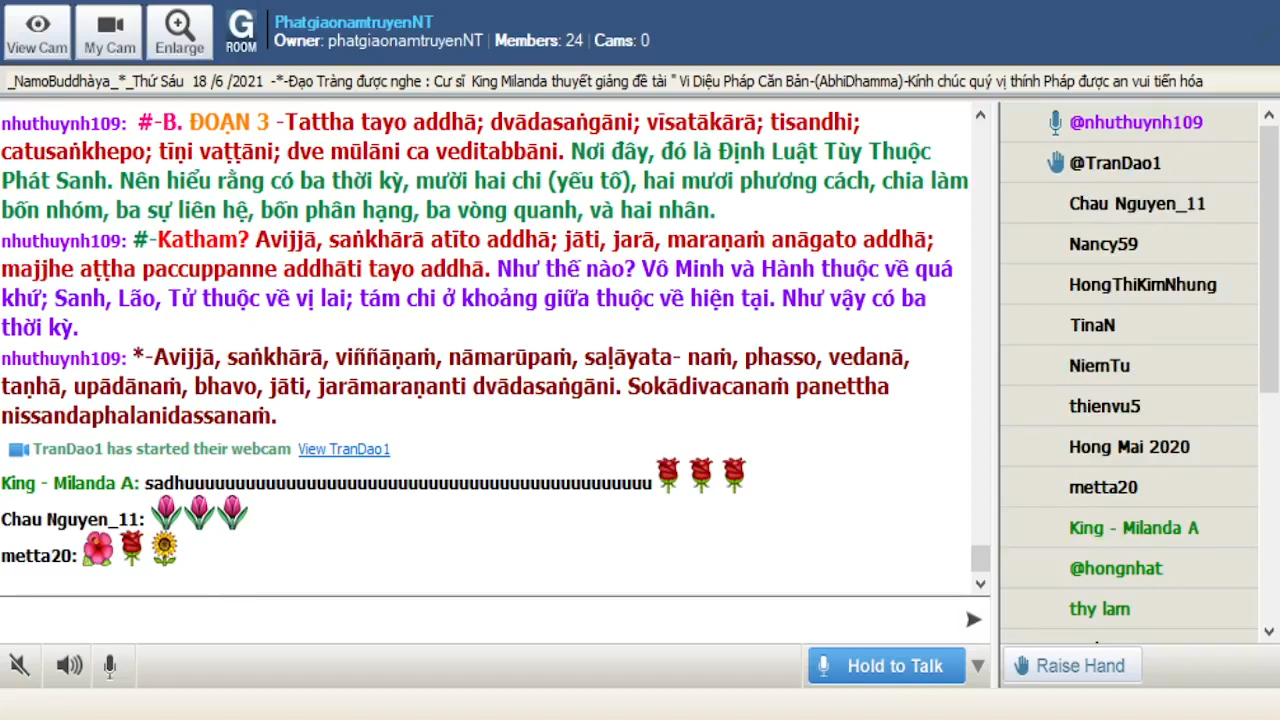 View Cam
My Cam
Enlarge
G
ROOM
PhatgiaonamtruyenNT
Owner: phatgiaonamtruyenNT | Members: 24 | Cams: 0
_NamoBuddhàya_*_Thứ Sáu 18 /6 /2021 -*-Đạo Tràng được nghe : Cư sĩ King Milanda thuyết giảng đề tài " Vi Diệu Pháp Căn Bản-(AbhiDhamma)-Kính chúc quý vị thính Pháp được an vui tiến hóa
nhuthuynh109: #-B. ĐOẠN 3 -Tattha tayo addhā; dvādasaṅgāni; vīsatākārā; tisandhi;
catusaṅkhepo; tīṇi vaṭṭāni; dve mūlāni ca veditabbāni. Nơi đây, đó là Định Luật Tùy Thuộc
Phát Sanh. Nên hiểu rằng có ba thời kỳ, mười hai chi (yếu tố), hai mươi phương cách, chia làm
bốn nhóm, ba sự liên hệ, bốn phân hạng, ba vòng quanh, và hai nhân.
nhuthuynh109: #-Katham? Avijjā, saṅkhārā atīto addhā; jāti, jarā, maraṇaṁ anāgato addhā;
majjhe aṭṭha paccuppanne addhāti tayo addhā. Như thế nào? Vô Minh và Hành thuộc về quá
khứ; Sanh, Lão, Tử thuộc về vị lai; tám chi ở khoảng giữa thuộc về hiện tại. Như vậy có ba
thời kỳ.
nhuthuynh109: *-Avijjā, saṅkhārā, viññāṇaṁ, nāmarūpaṁ, saḷāyata- naṁ, phasso, vedanā,
taṇhā, upādānaṁ, bhavo, jāti, jarāmaraṇanti dvādasaṅgāni. Sokādivacanaṁ panettha
nissandaphalanidassanaṁ.
TranDao1 has started their webcam View TranDao1
King - Milanda A: sadhuuuuuuuuuuuuuuuuuuuuuuuuuuuuuuuuuuuuuuuuuuuuuuu
Chau Nguyen_11:
metta20:
Hold to Talk
@nhuthuynh109
@TranDao1
Chau Nguyen_11
Nancy59
HongThiKimNhung
TinaN
NiemTu
thienvu5
Hong Mai 2020
metta20
King - Milanda A
@hongnhat
thy lam
Raise Hand